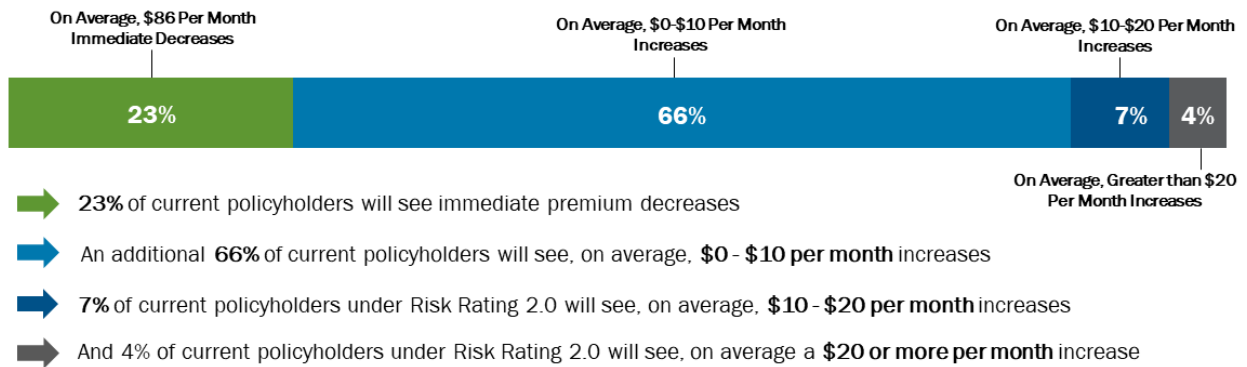 On Average, $86 Per Month
Immediate Decreases
On Average, $0-$10 Per Month
Increases
On Average, $10-$20 Per Month
Increases
23%
66%
7%
4%
On Average, Greater than $20
Per Month Increases
23% of current policyholders will see immediate premium decreases
An additional 66% of current policyholders will see, on average, $0 - $10 per month increases
7% of current policyholders under Risk Rating 2.0 will see, on average, $10 - $20 per month increases
And 4% of current policyholders under Risk Rating 2.0 will see, on average a $20 or more per month increase